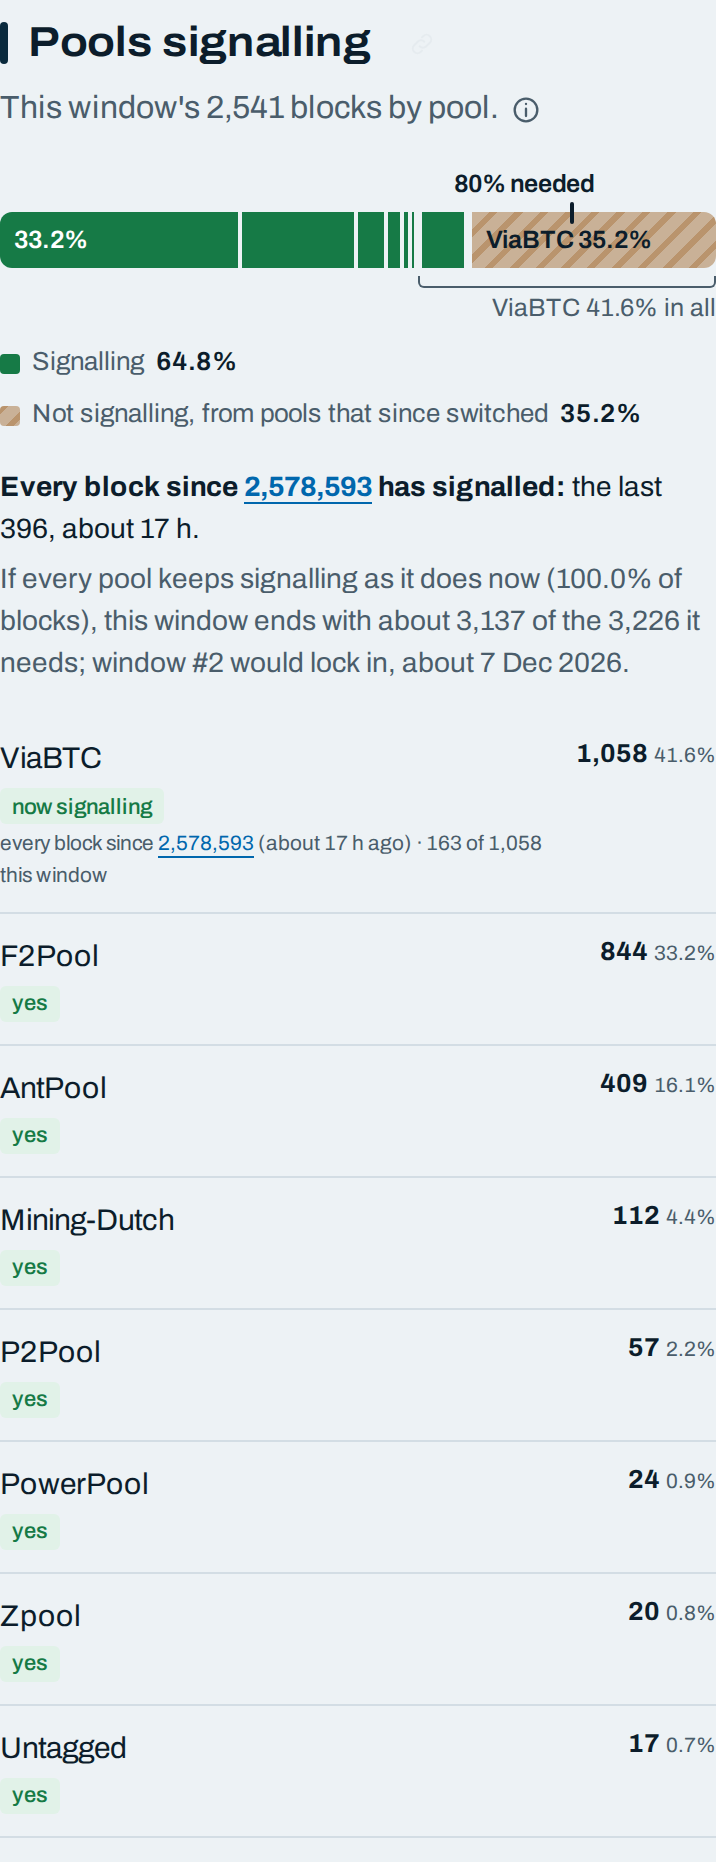 Pools signalling
This window's 2,541 blocks by pool.
80% needed
33.2%
ViaBTC 35.2%
ViaBTC 41.6% in all
Signalling 64.8%
Not signalling, from pools that since switched 35.2%
Every block since 2,578,593 has signalled: the last
396, about 17 h.
If every pool keeps signalling as it does now (100.0% of
blocks), this window ends with about 3,137 of the 3,226 it
needs; window #2 would lock in, about 7 Dec 2026.
ViaBTC 1,058 41.6%
now signalling
every block since 2,578,593 (about 17 h ago) · 163 of 1,058
this window
F2Pool 844 33.2%
yes
AntPool 409 16.1%
yes
Mining-Dutch 112 4.4%
yes
P2Pool 57 2.2%
yes
PowerPool 24 0.9%
yes
Zpool 20 0.8%
yes
Untagged 17 0.7%
yes